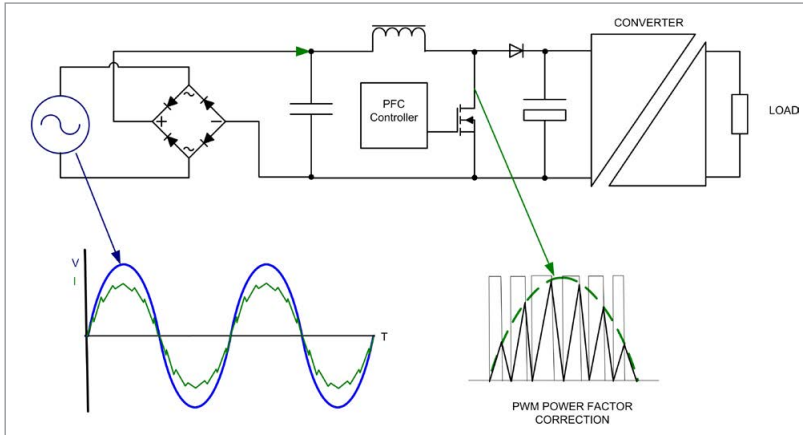 CONVERTER
PFC
Controller
LOAD
~
+
−
~
V
I
T
PWM POWER FACTOR
CORRECTION